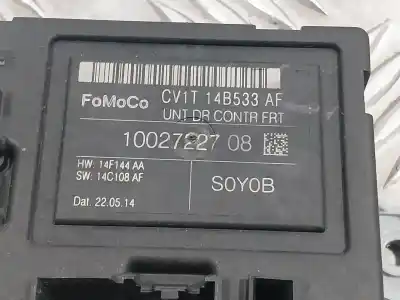 FoMoCo CV1T 14B533 AF
UNT DR CONTR FRT
10027227 08
HW: 14F144 AA
SW: 14C108 AF
S0Y0B
Dat. 22.05.14